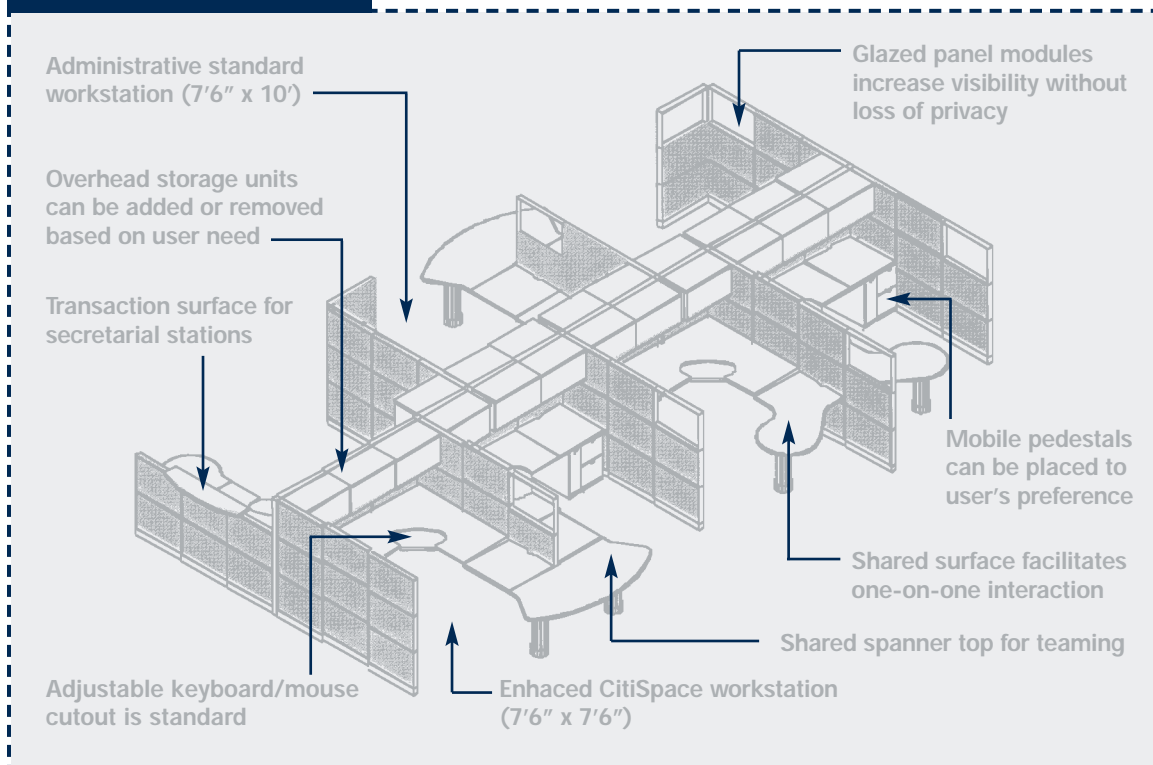 Administrative standard
workstation (7'6" x 10')
Glazed panel modules
increase visibility without
loss of privacy
Overhead storage units
can be added or removed
based on user need
Transaction surface for
secretarial stations
Mobile pedestals
can be placed to
user's preference
Shared surface facilitates
one-on-one interaction
Shared spanner top for teaming
Adjustable keyboard/mouse
cutout is standard
Enhaced CitiSpace workstation
(7'6" x 7'6")